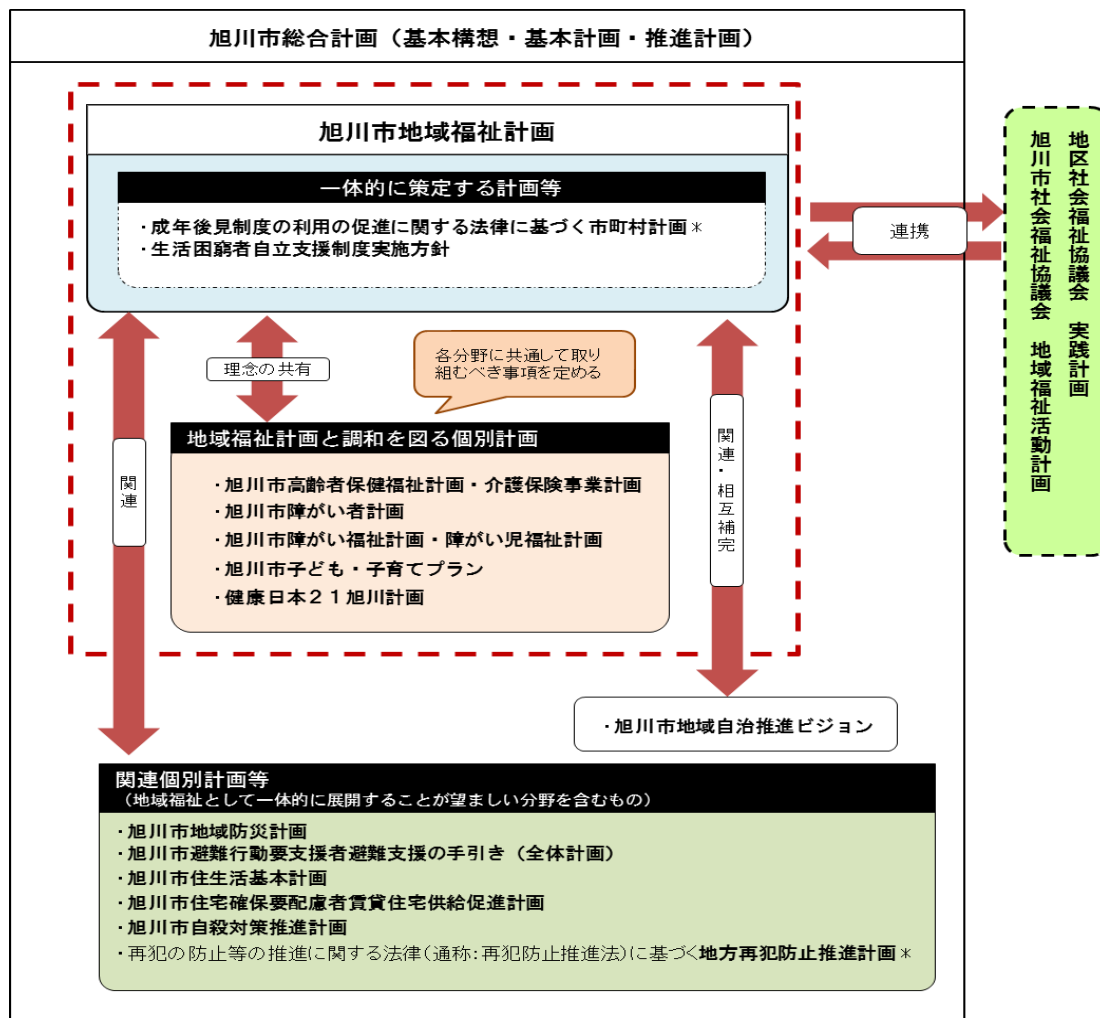 旭川市総合計画（基本構想・基本計画・推進計画）
旭川市地域福祉計画
一体的に策定する計画等
・成年後見制度の利用の促進に関する法律に基づく市町村計画＊
・生活困窮者自立支援制度実施方針
連携
地区社会福祉協議会　実践計画
旭川市社会福祉協議会　地域福祉活動計画
理念の共有
各分野に共通して取り
組むべき事項を定める
関連
関連・相互補完
地域福祉計画と調和を図る個別計画
・旭川市高齢者保健福祉計画・介護保険事業計画
・旭川市障がい者計画
・旭川市障がい福祉計画・障がい児福祉計画
・旭川市子ども・子育てプラン
・健康日本２１旭川計画
・旭川市地域自治推進ビジョン
関連個別計画等
（地域福祉として一体的に展開することが望ましい分野を含むもの）
・旭川市地域防災計画
・旭川市避難行動要支援者避難支援の手引き（全体計画）
・旭川市住生活基本計画
・旭川市住宅確保要配慮者賃貸住宅供給促進計画
・旭川市自殺対策推進計画
・再犯の防止等の推進に関する法律（通称：再犯防止推進法）に基づく地方再犯防止推進計画＊